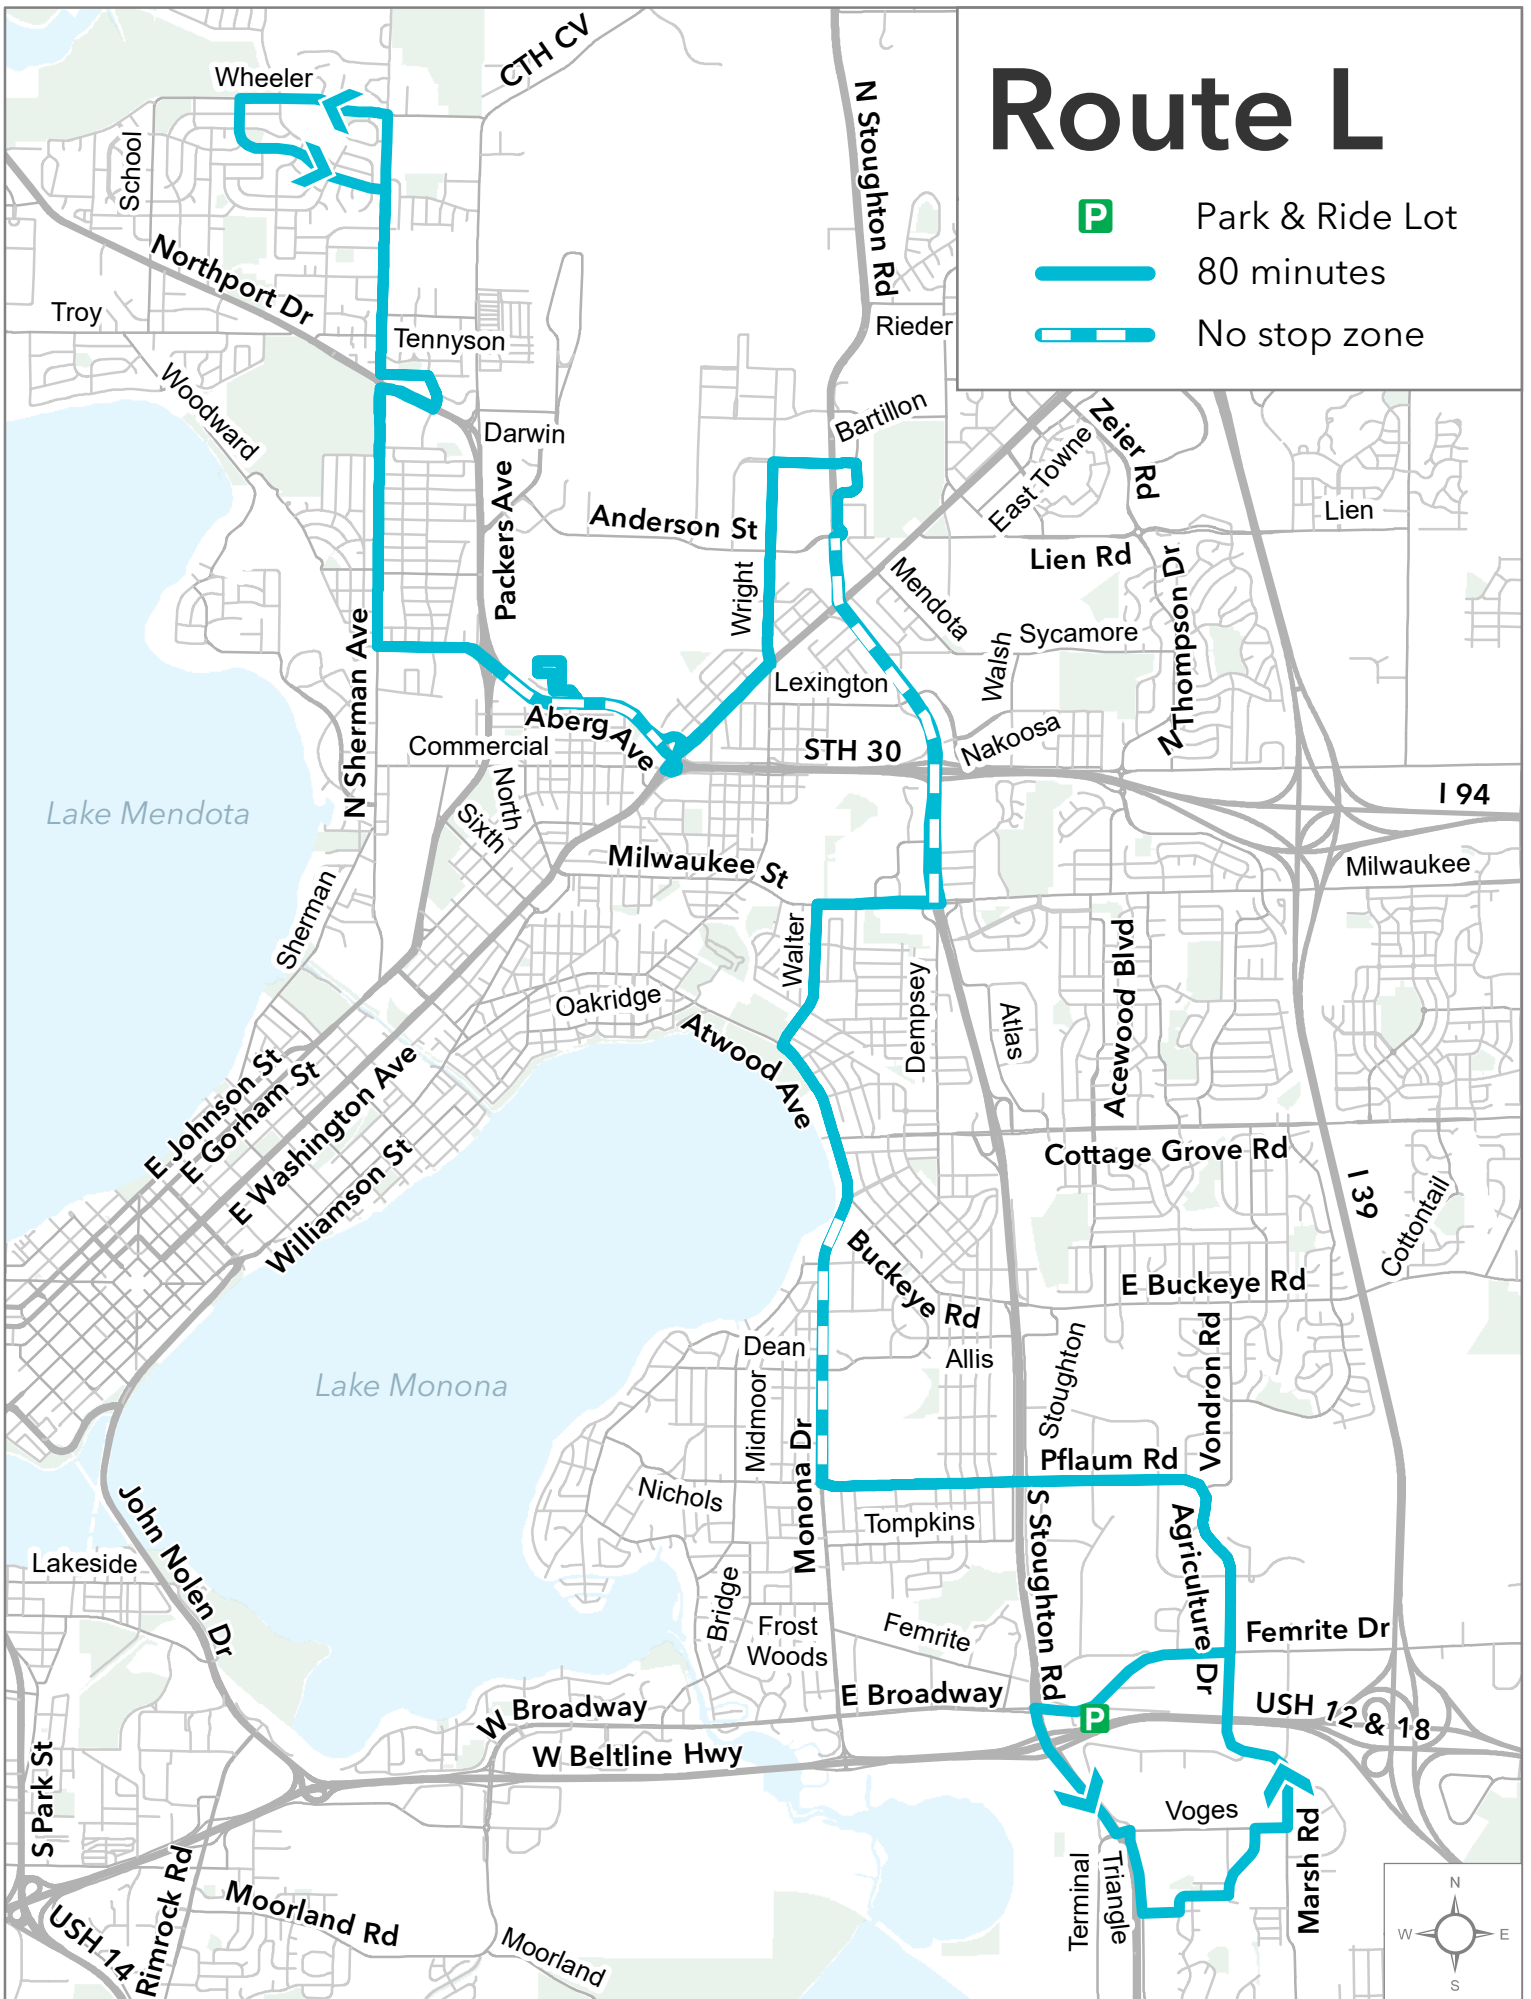 Route L
P
Park & Ride Lot
80 minutes
No stop zone
CTH CV
Wheeler
School
N Stoughton Rd
Northport Dr
Troy
Tennyson
Rieder
Woodward
Bartillon
Darwin
Zeier Rd
East Towne
Packers Ave
Anderson St
Lien
Lien Rd
Wright
Mendota
N Thompson Dr
Sycamore
Walsh
N Sherman Ave
Lexington
Aberg Ave
Commercial
STH 30
Nakoosa
I 94
North
Sixth
Lake Mendota
Milwaukee St
Milwaukee
Sherman
Walter
Acewood Blvd
Dempsey
Oakridge
Atlas
Atwood Ave
E Johnson St
E Gorham St
E Washington Ave
Williamson St
Cottage Grove Rd
I 39
Cottontail
Buckeye Rd
E Buckeye Rd
Dean
Allis
Stoughton
Vondron Rd
Lake Monona
Midmoor
Monona Dr
Pflaum Rd
Nichols
Tompkins
S Stoughton Rd
Agriculture Dr
John Nolen Dr
Lakeside
Bridge
Frost
Woods
Femrite
Femrite Dr
E Broadway
W Broadway
P
USH 12 & 18
W Beltline Hwy
S Park St
Voges
Marsh Rd
Terminal
Triangle
Rimrock Rd
Moorland Rd
Moorland
USH 14
N
W
E
S